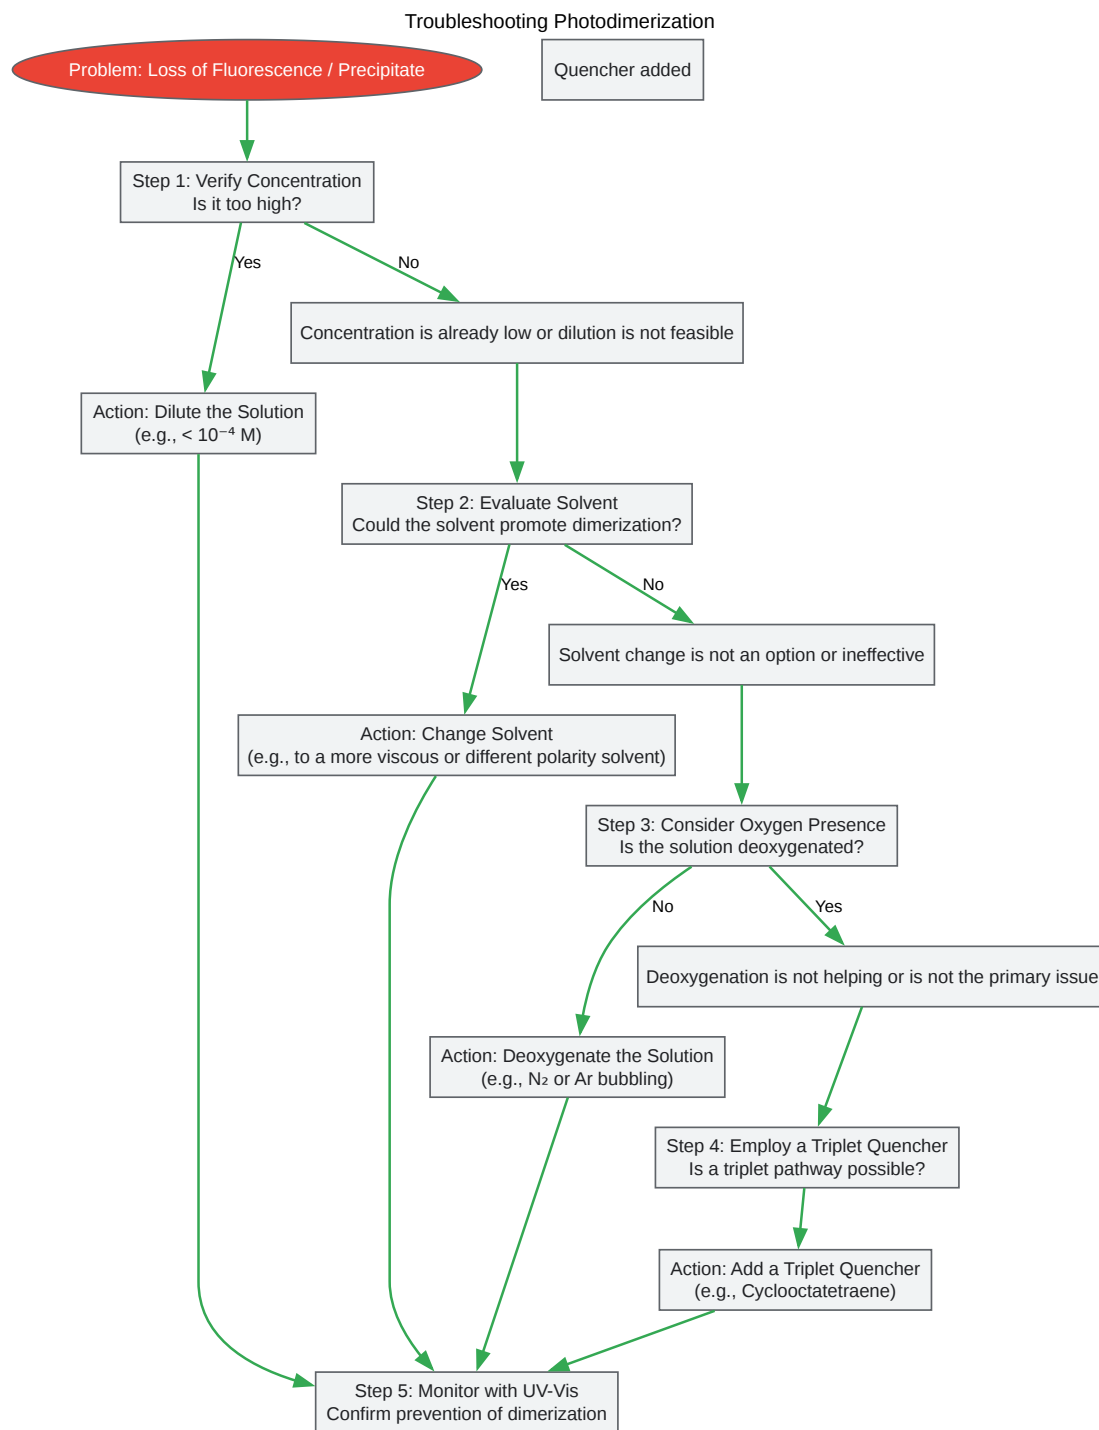 Troubleshooting Photodimerization
Problem: Loss of Fluorescence / Precipitate
Quencher added
Step 1: Verify Concentration
Is it too high?
Yes
No
Concentration is already low or dilution is not feasible
Action: Dilute the Solution
(e.g., < 10⁻⁴ M)
Step 2: Evaluate Solvent
Could the solvent promote dimerization?
Yes
No
Solvent change is not an option or ineffective
Action: Change Solvent
(e.g., to a more viscous or different polarity solvent)
Step 3: Consider Oxygen Presence
Is the solution deoxygenated?
No
Yes
Deoxygenation is not helping or is not the primary issue
Action: Deoxygenate the Solution
(e.g., N₂ or Ar bubbling)
Step 4: Employ a Triplet Quencher
Is a triplet pathway possible?
Action: Add a Triplet Quencher
(e.g., Cyclooctatetraene)
Step 5: Monitor with UV-Vis
Confirm prevention of dimerization